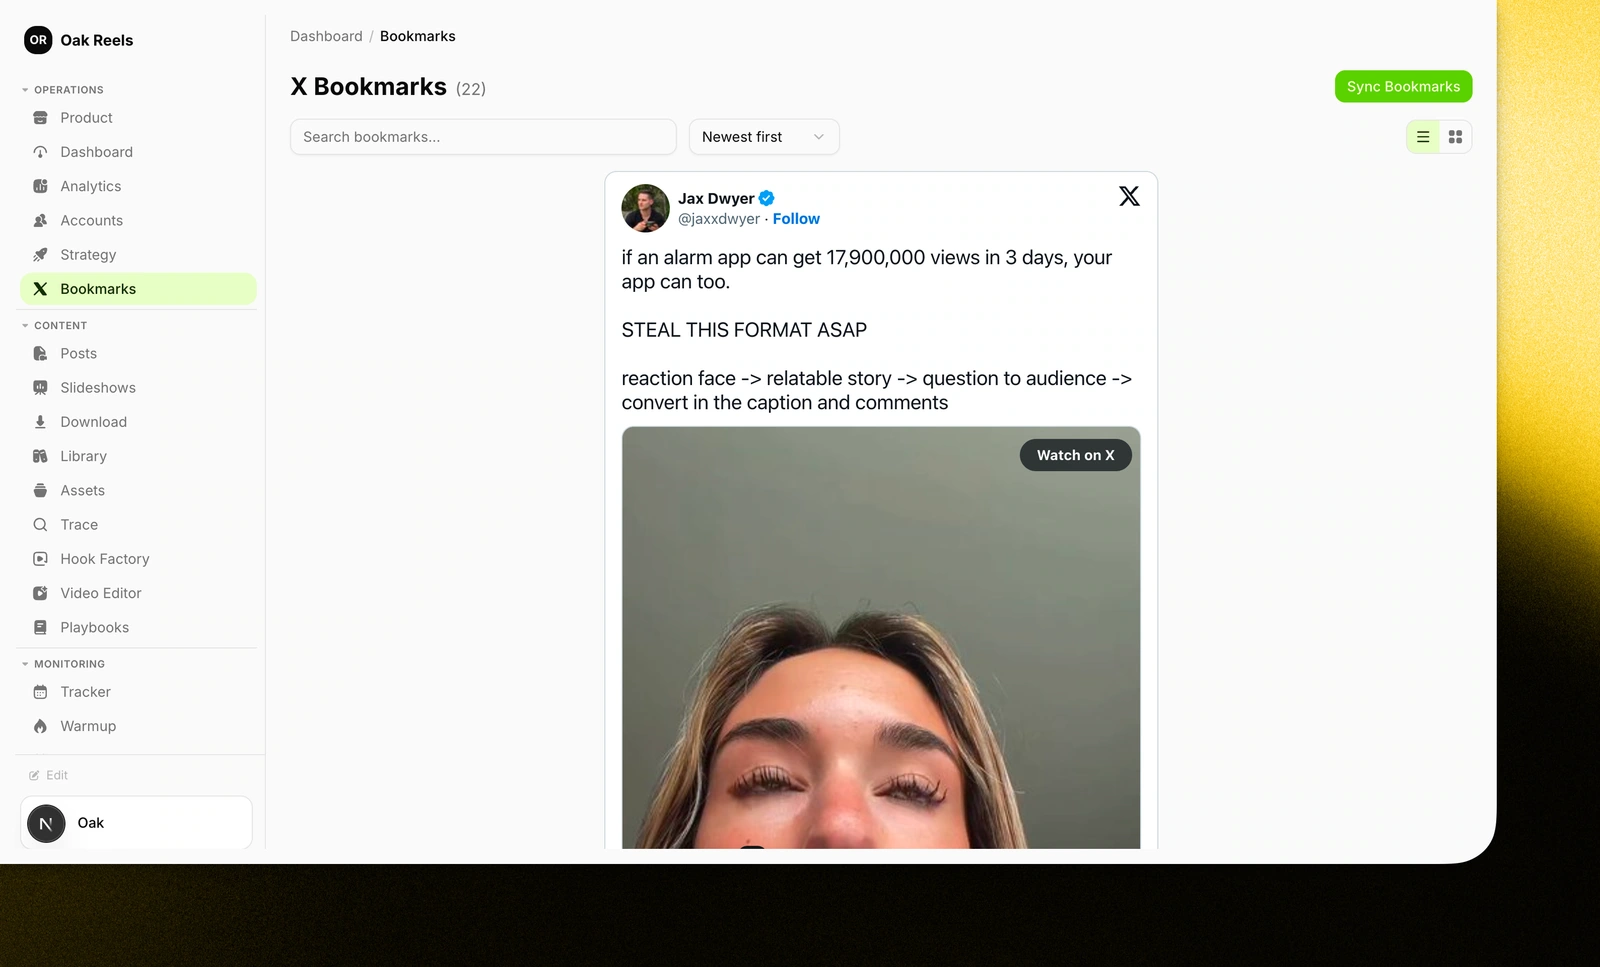 OR Oak Reels
OPERATIONS
Product
Dashboard
Analytics
Accounts
Strategy
Bookmarks
CONTENT
Posts
Slideshows
Download
Library
Assets
Trace
Hook Factory
Video Editor
Playbooks
MONITORING
Tracker
Warmup
Edit
N Oak
Dashboard / Bookmarks
X Bookmarks (22)
Sync Bookmarks
Search bookmarks...
Newest first
Jax Dwyer
@jaxxdwyer · Follow
if an alarm app can get 17,900,000 views in 3 days, your
app can too.
STEAL THIS FORMAT ASAP
reaction face -> relatable story -> question to audience ->
convert in the caption and comments
Watch on X